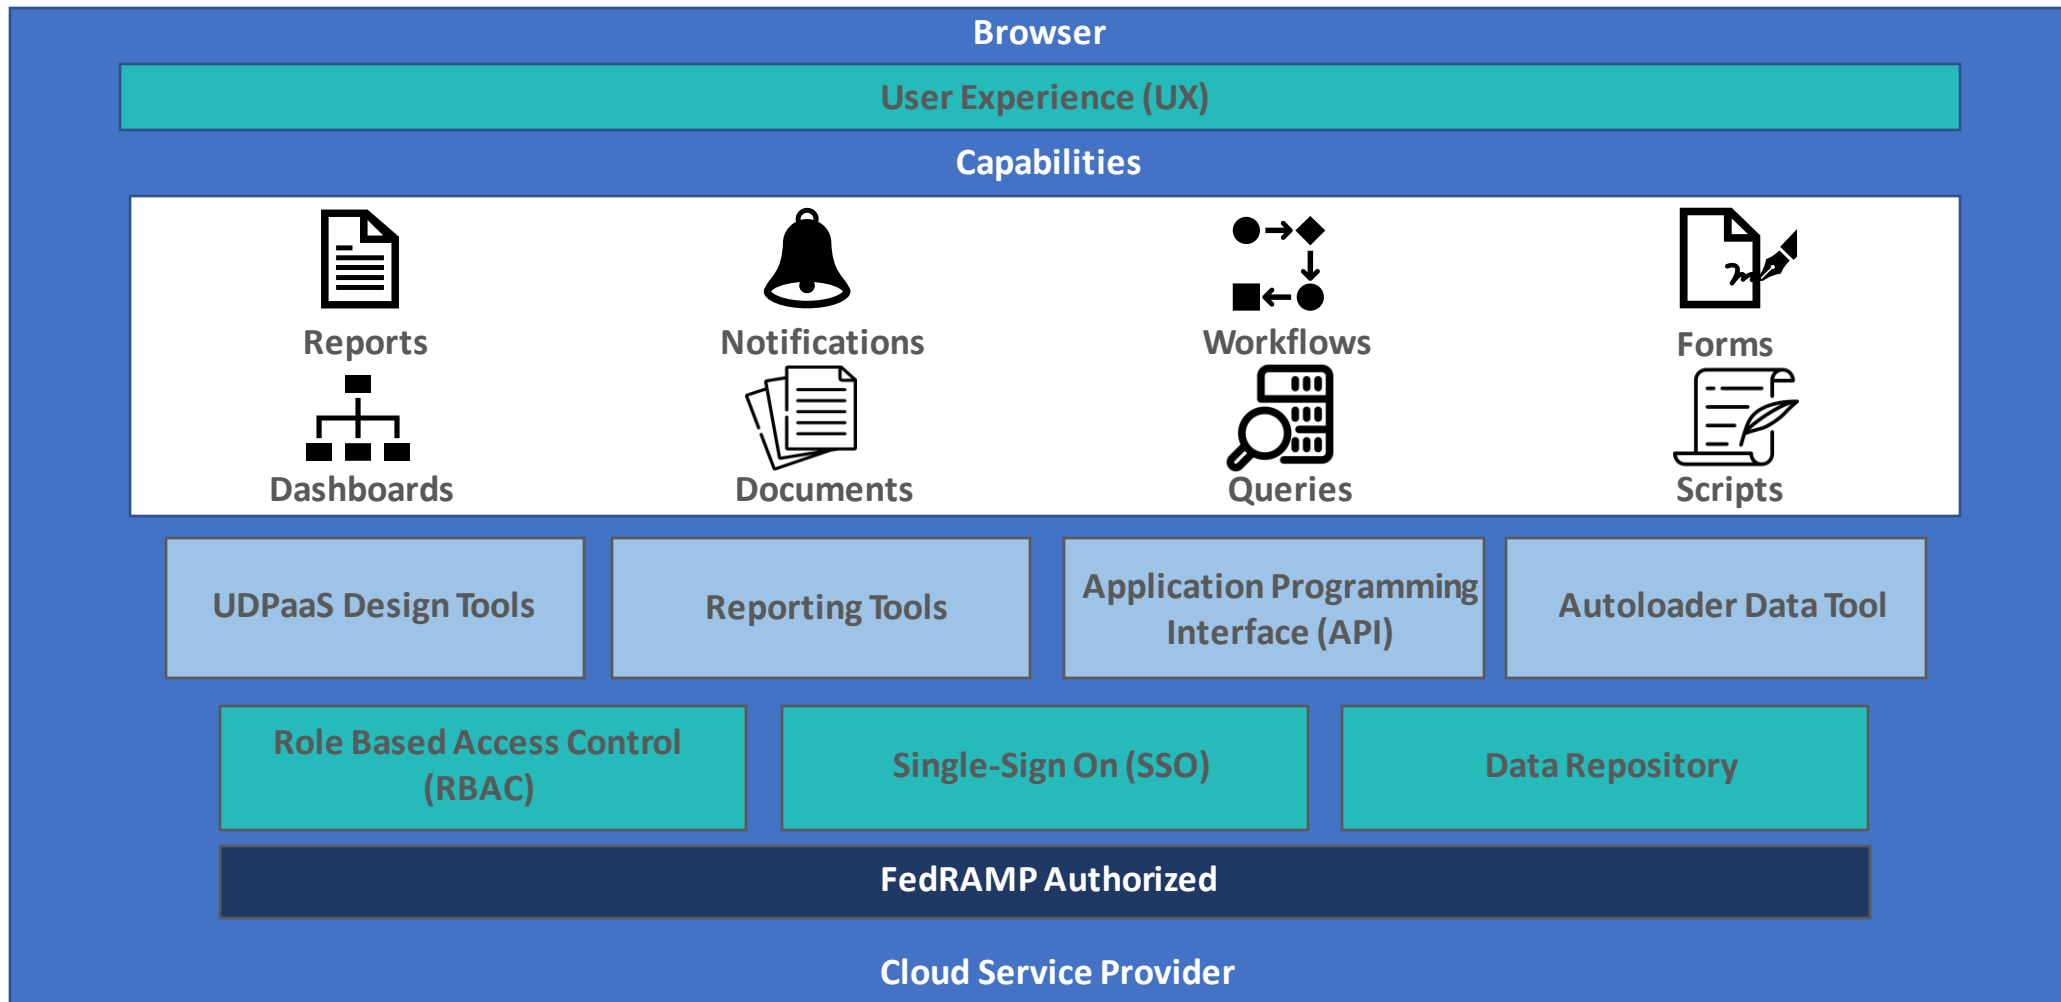 Browser
User Experience (UX)
Capabilities
Reports
Notifications
Workflows
Forms
Dashboards
Documents
Queries
Scripts
UDPaaS Design Tools
Reporting Tools
Application Programming
Interface (API)
Autoloader Data Tool
Role Based Access Control
(RBAC)
Single-Sign On (SSO)
Data Repository
FedRAMP Authorized
Cloud Service Provider